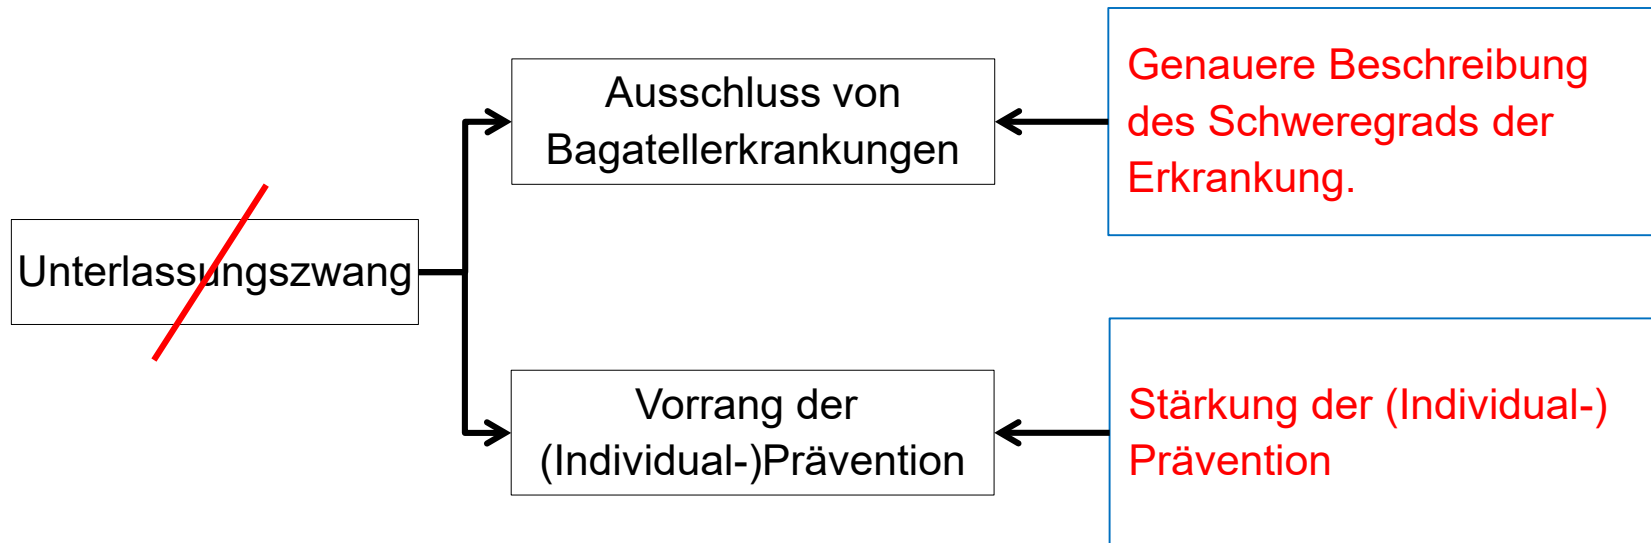 Unterlassungszwang
Ausschluss von
Bagatellerkrankungen
Genauere Beschreibung
des Schweregrads der
Erkrankung.
Vorrang der
(Individual-)Prävention
Stärkung der (Individual-)
Prävention